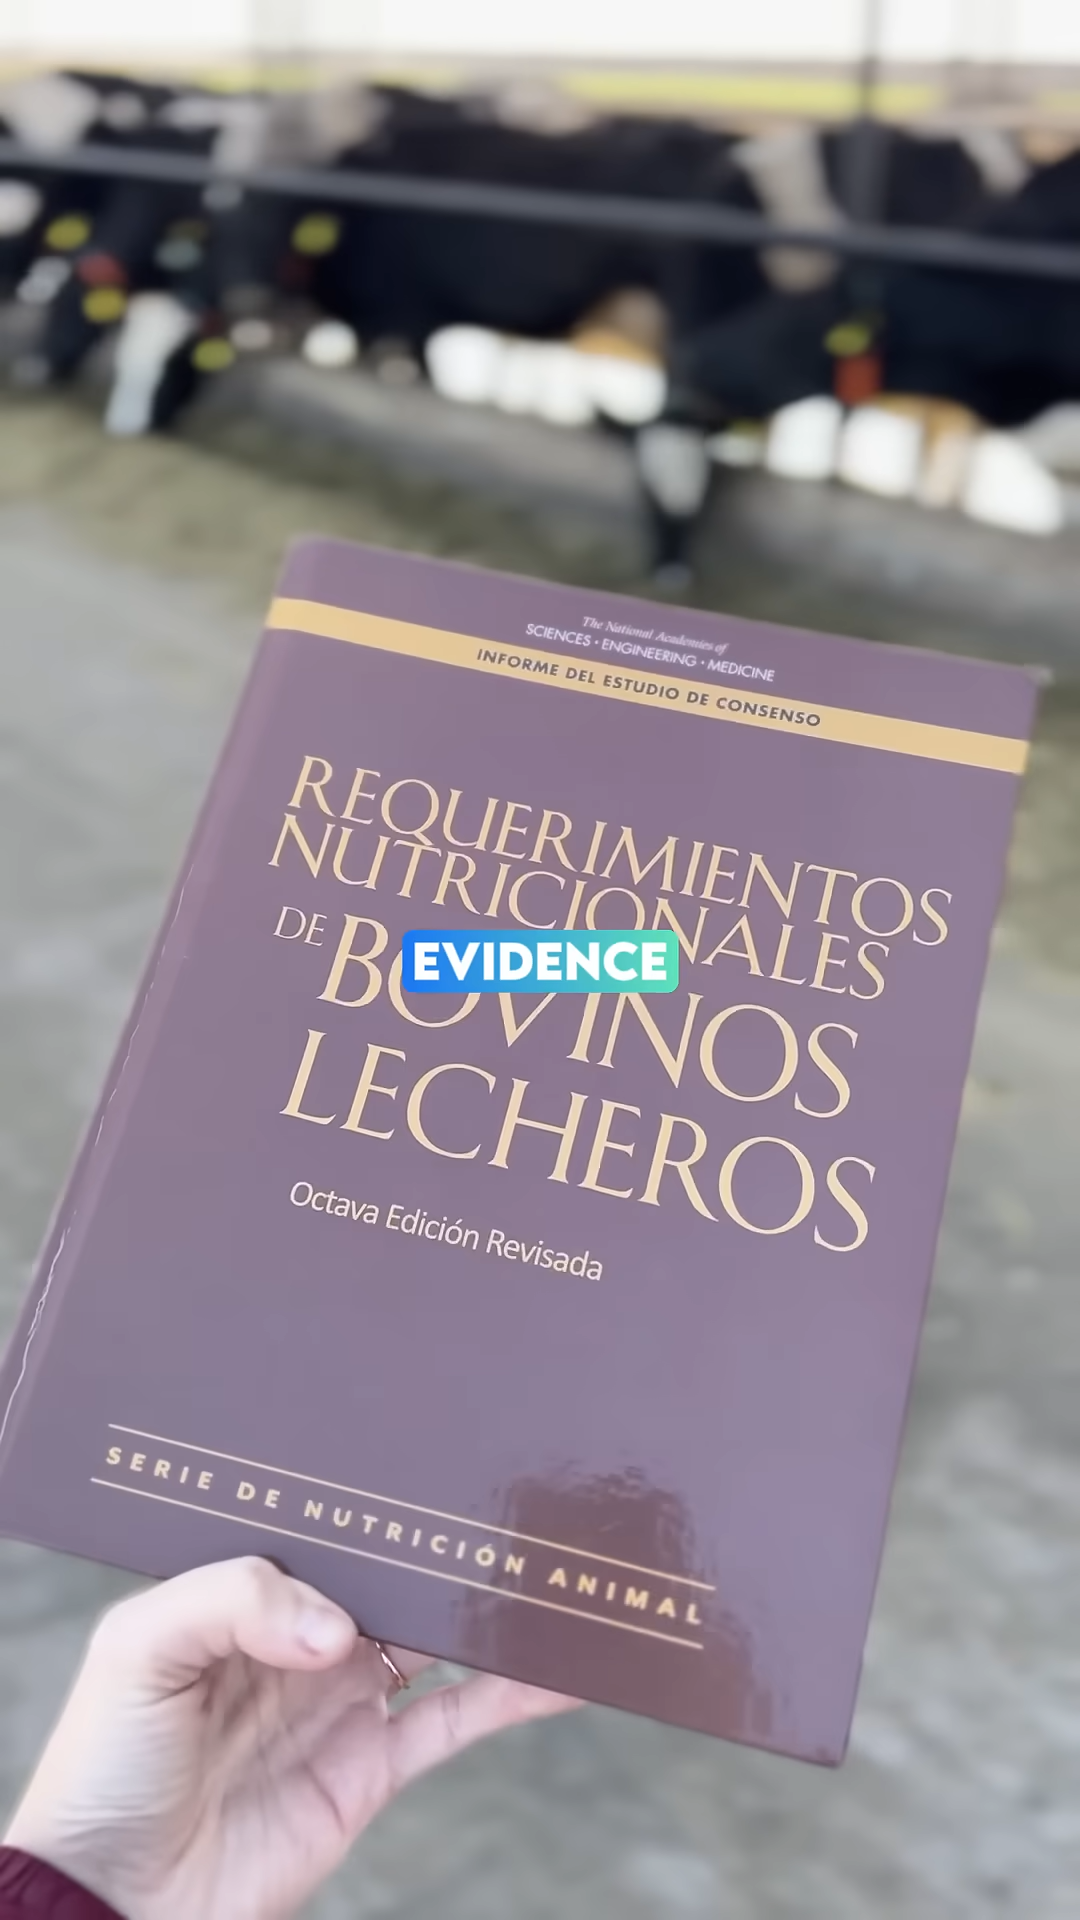 The National Academies of
SCIENCES · ENGINEERING · MEDICINE
INFORME DEL ESTUDIO DE CONSENSO
REQUERIMIENTOS
NUTRICIONALES
DE BOVINOS
EVIDENCE
LECHEROS
Octava Edición Revisada
SERIE DE NUTRICIÓN ANIMAL